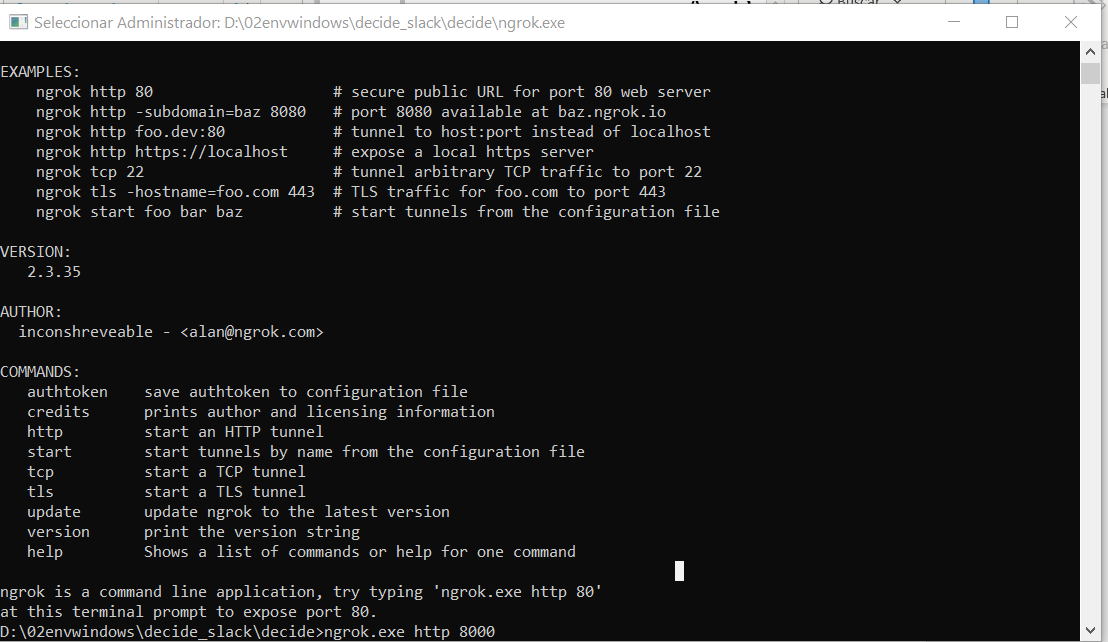 Buscar
Seleccionar Administrador: D:\02envwindows\decide_slack\decide\ngrok.exe
EXAMPLES:
    ngrok http 80                    # secure public URL for port 80 web server
    ngrok http -subdomain=baz 8080   # port 8080 available at baz.ngrok.io
    ngrok http foo.dev:80            # tunnel to host:port instead of localhost
    ngrok http https://localhost     # expose a local https server
    ngrok tcp 22                     # tunnel arbitrary TCP traffic to port 22
    ngrok tls -hostname=foo.com 443  # TLS traffic for foo.com to port 443
    ngrok start foo bar baz          # start tunnels from the configuration file
VERSION:
   2.3.35
AUTHOR:
  inconshreveable - <alan@ngrok.com>
COMMANDS:
   authtoken    save authtoken to configuration file
   credits      prints author and licensing information
   http         start an HTTP tunnel
   start        start tunnels by name from the configuration file
   tcp          start a TCP tunnel
   tls          start a TLS tunnel
   update       update ngrok to the latest version
   version      print the version string
   help         Shows a list of commands or help for one command
ngrok is a command line application, try typing 'ngrok.exe http 80'
at this terminal prompt to expose port 80.
D:\02envwindows\decide_slack\decide>ngrok.exe http 8000